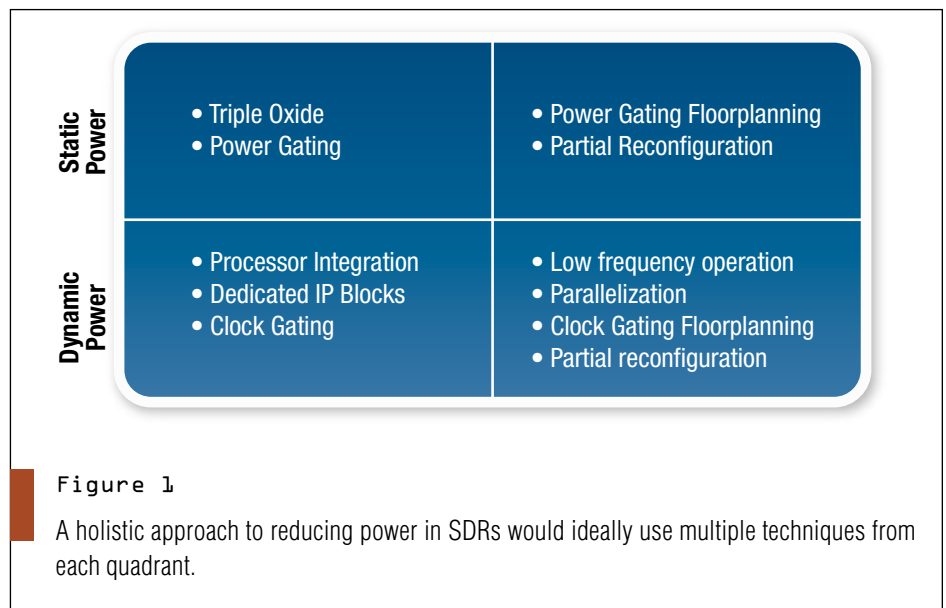 Static
Power
• Triple Oxide
• Power Gating
• Power Gating Floorplanning
• Partial Reconfiguration
Dynamic
Power
• Processor Integration
• Dedicated IP Blocks
• Clock Gating
• Low frequency operation
• Parallelization
• Clock Gating Floorplanning
• Partial reconfiguration
Figure 1
A holistic approach to reducing power in SDRs would ideally use multiple techniques from
each quadrant.